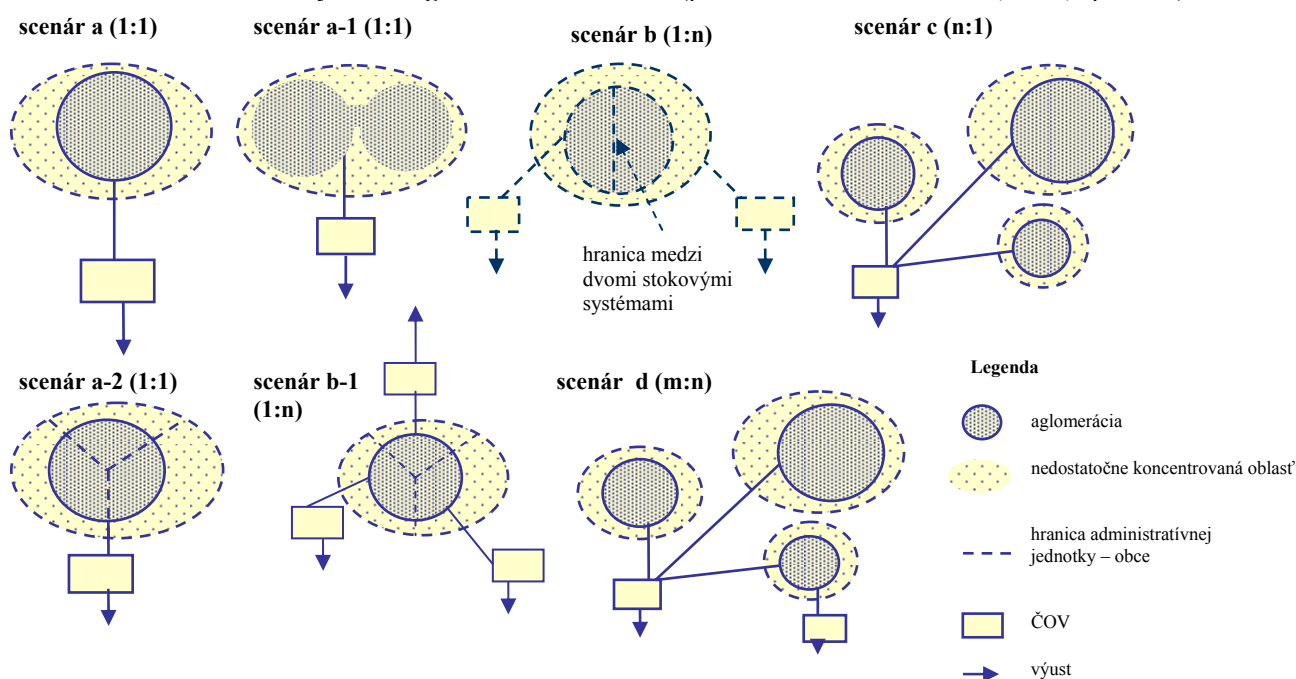 scenár a (1:1)
scenár a-1 (1:1)
scenár b (1:n)
scenár c (n:1)
hranica medzi
dvomi stokovými
systémami
scenár a-2 (1:1)
scenár b-1
(1:n)
scenár d (m:n)
Legenda
aglomerácia
nedostatočne koncentrovaná oblasť
hranica administratívnej
jednotky – obce
ČOV
výust